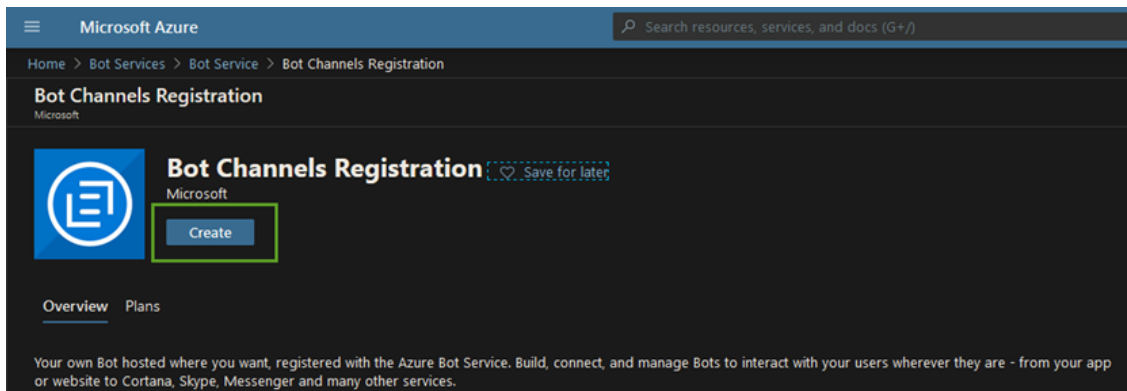 Microsoft Azure
Search resources, services, and docs (G+/)
Home > Bot Services > Bot Service > Bot Channels Registration
Bot Channels Registration
Microsoft
Bot Channels Registration
Save for later
Microsoft
Create
Overview Plans
Your own Bot hosted where you want, registered with the Azure Bot Service. Build, connect, and manage Bots to interact with your users wherever they are - from your app
or website to Cortana, Skype, Messenger and many other services.